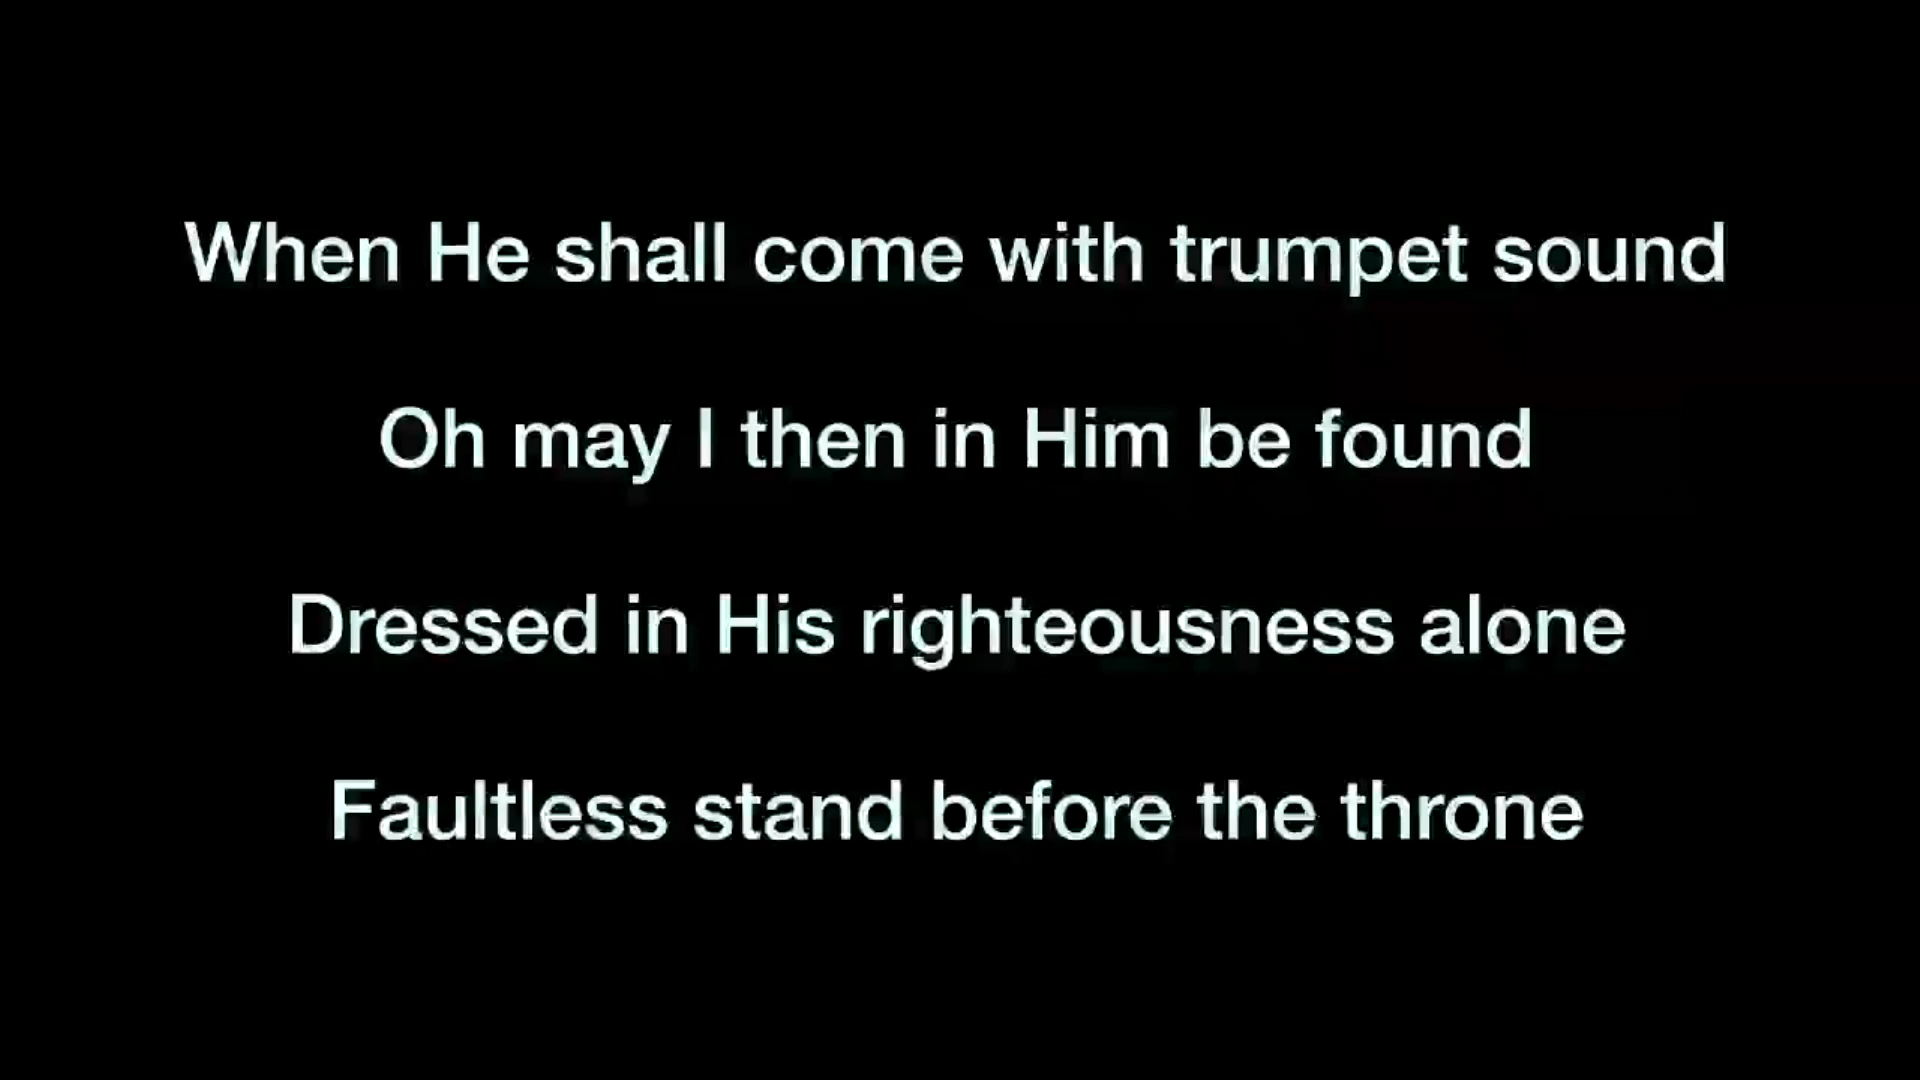 When He shall come with trumpet sound
Oh may I then in Him be found
Dressed in His righteousness alone
Faultless stand before the throne